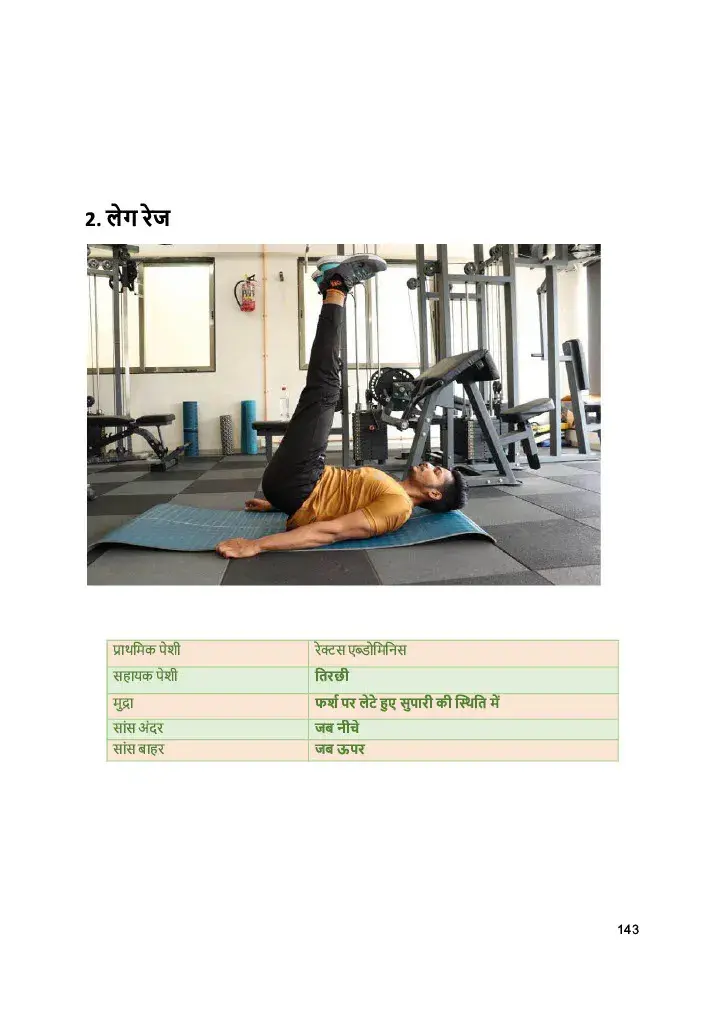 2. लेग रेज
प्राथमिक पेशी रेक्टस एब्डोमिनिस
सहायक पेशी तिरछी
मुद्रा फर्श पर लेटे हुए सुपारी की स्थिति में
सांस अंदर जब नीचे
सांस बाहर जब ऊपर
143